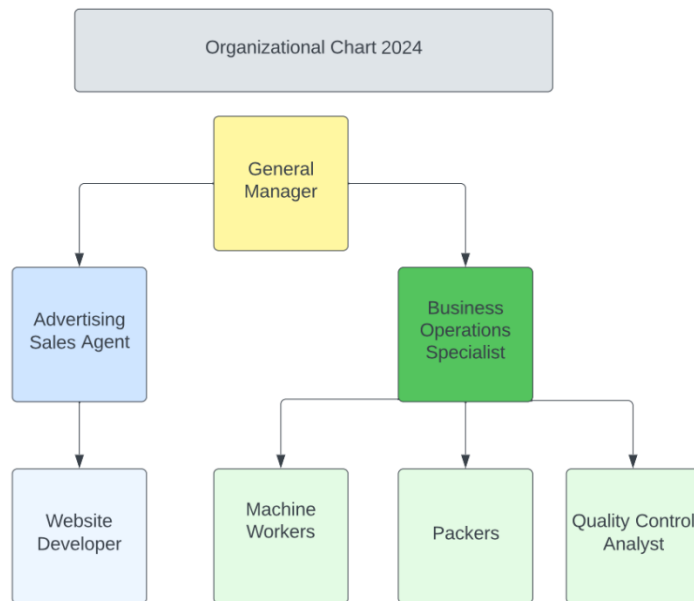 Organizational Chart 2024
General
Manager
Advertising
Sales Agent
Business
Operations
Specialist
Website
Developer
Machine
Workers
Packers
Quality Control
Analyst